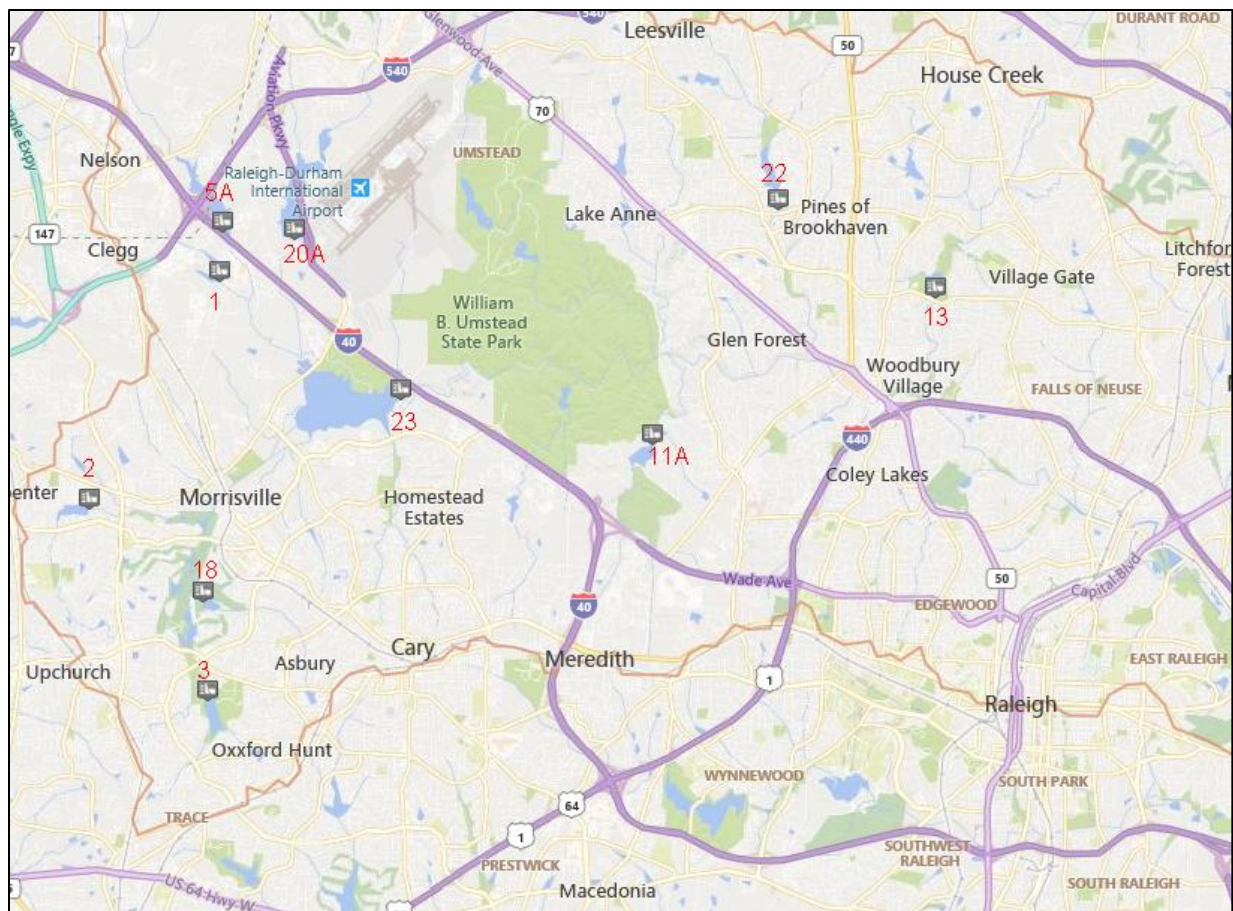 540
Leesville
DURANT ROAD
50
House Creek
Glenwood-Ave
540
Aviation Pkwy
70
Nelson
UMSTEAD
Raleigh-Durham
International
Airport
5A
22
Lake Anne
Pines of
Brookhaven
147
Clegg
20A
Litchfor
Forest
Village Gate
1
13
William
B. Umstead
State Park
40
Glen Forest
Woodbury
Village
FALLS OF NEUSE
23
440
11A
Coley Lakes
2
enter
Morrisville
Homestead
Estates
18
Wade Ave
50
Capital-Blvd
40
EDGEWOOD
Cary
Upchurch
3
Asbury
Meredith
1
EAST RALEIGH
Raleigh
Oxxford Hunt
WYNNEWOOD
SOUTH PARK
64
TRACE
1
PRESTWICK
SOUTHWEST
RALEIGH
US 64 Hwy W
Macedonia
SOUTH RALEIGH